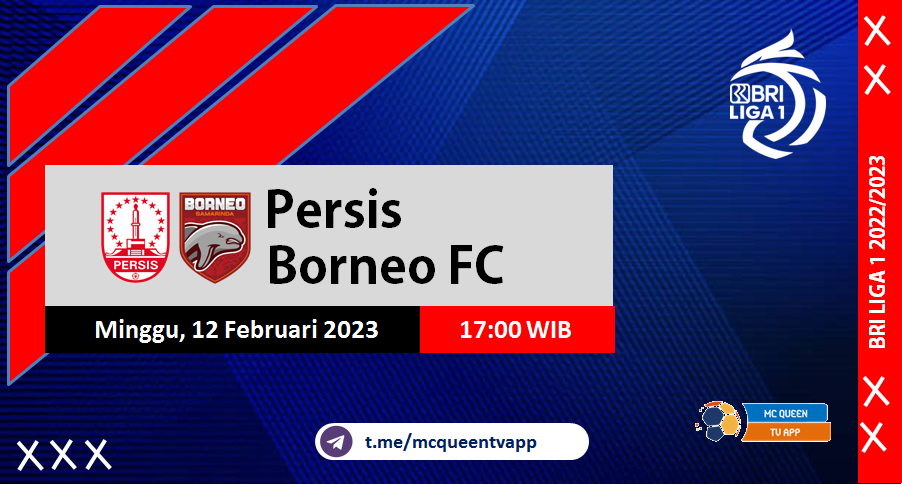 BRI
LIGA 1
BORNEO
SAMARINDA
PERSIS
Persis
Borneo FC
Minggu, 12 Februari 2023
17:00 WIB
BRI LIGA 1 2022/2023
MC QUEEN
TV APP
t.me/mcqueentvapp
XXX